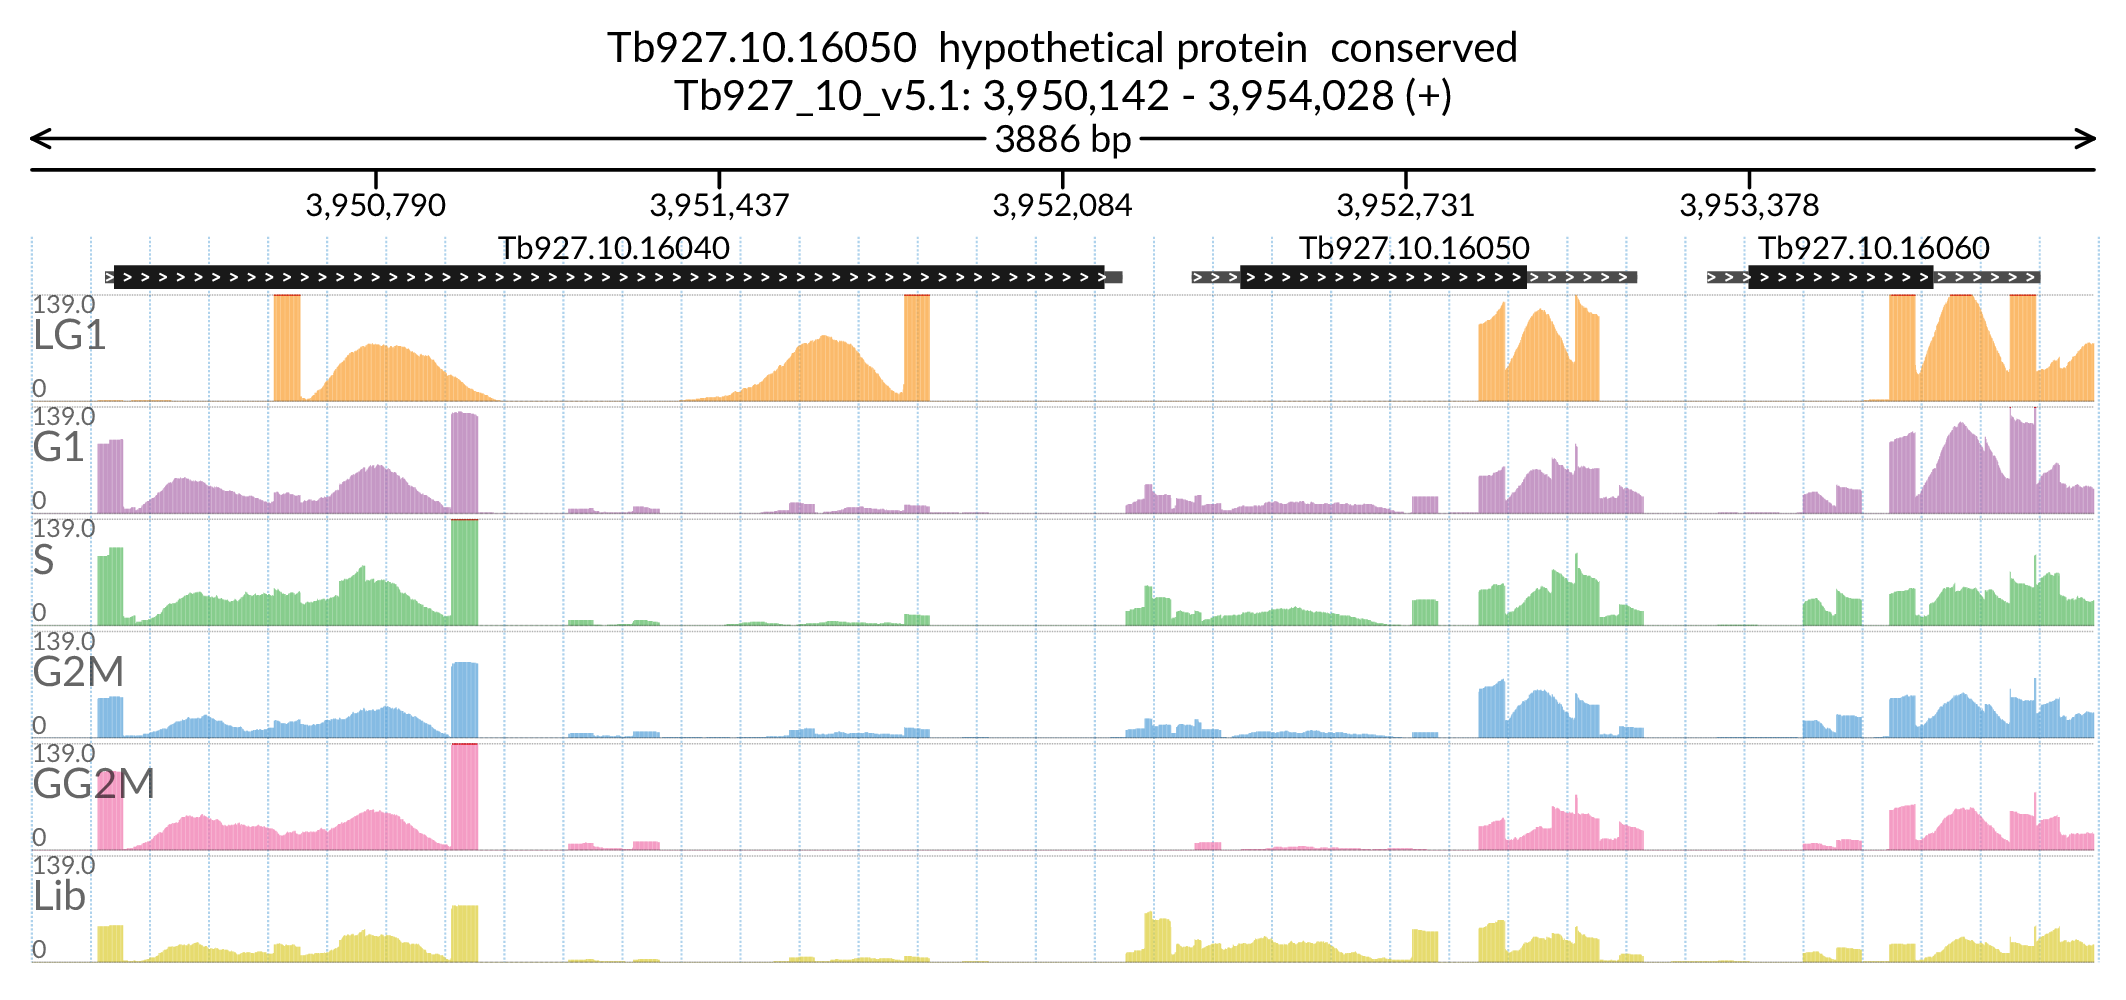 Tb927.10.16050 hypothetical protein conserved
Tb927_10_v5.1: 3,950,142 - 3,954,028 (+)
3886 bp
3,950,790 3,951,437 3,952,084 3,952,731 3,953,378
Tb927.10.16040 Tb927.10.16050 Tb927.10.16060
139.0
LG1
0
139.0
G1
0
139.0
S
0
139.0
G2M
0
139.0
GG2M
0
139.0
Lib
0